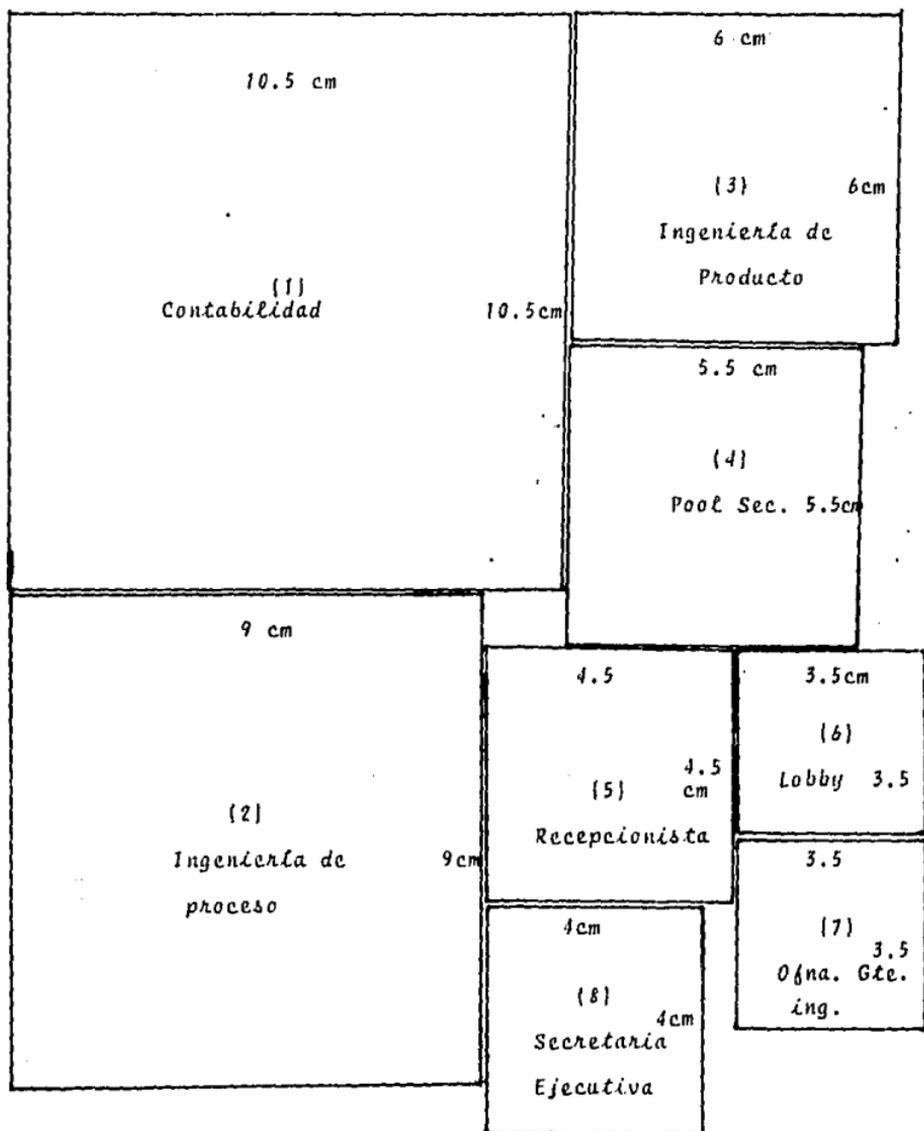 10.5 cm
(1)
Contabilidad
10.5cm
6 cm
(3)
6cm
Ingeniería de
Producto
5.5 cm
(4)
Pool Sec. 5.5cm
9 cm
(2)
Ingeniería de
9cm
proceso
4.5
4.5
(5) cm
Recepcionista
3.5cm
(6)
Lobby 3.5
3.5
(7)
3.5
Ofna. Gte.
ing.
4cm
(8)
4cm
Secretaria
Ejecutiva